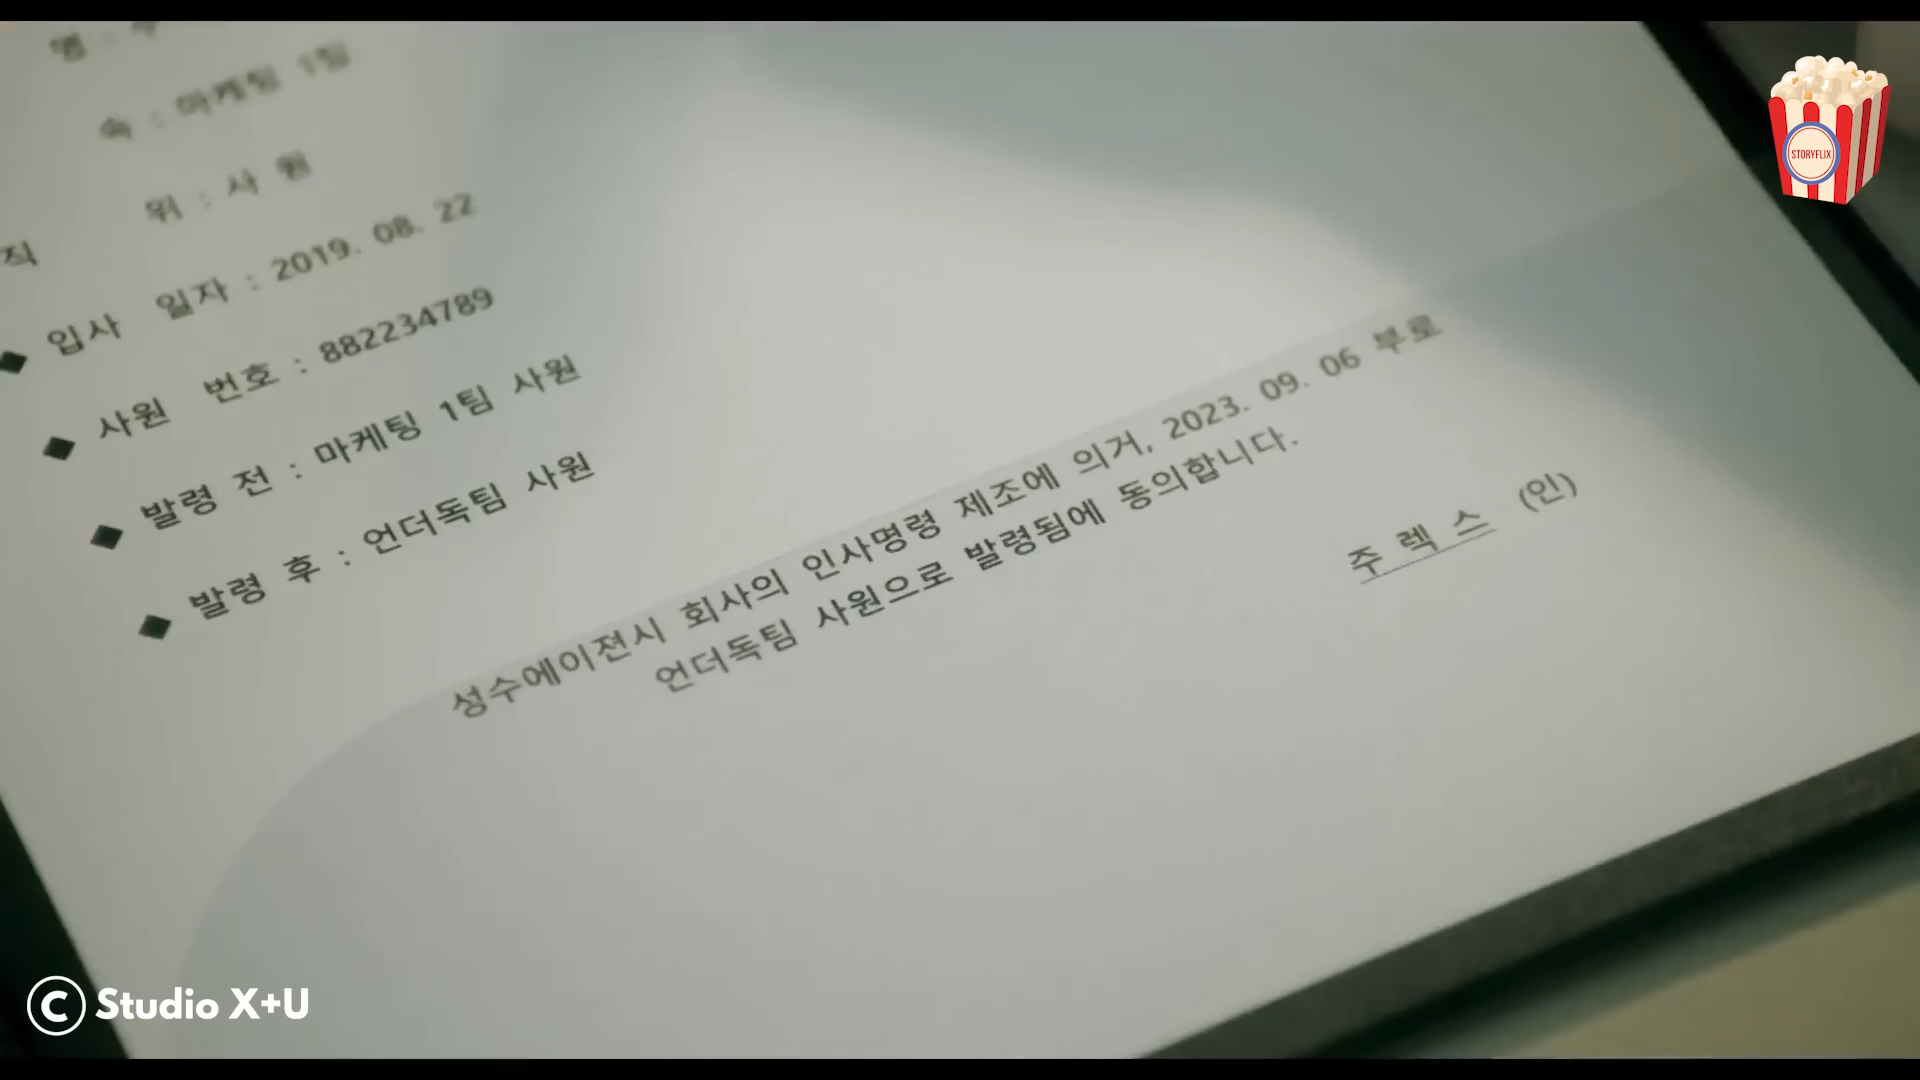 명 :
속 : 마케팅 1팀
직 위 : 사 원
◆ 입사 일자 : 2019. 08. 22
◆ 사원 번호 : 882234789
◆ 발령 전 : 마케팅 1팀 사원
◆ 발령 후 : 언더독팀 사원
성수에이젼시 회사의 인사명령 제조에 의거, 2023. 09. 06 부로
언더독팀 사원으로 발령됨에 동의합니다.
주 렉 스 (인)
STORYFLIX
© Studio X+U